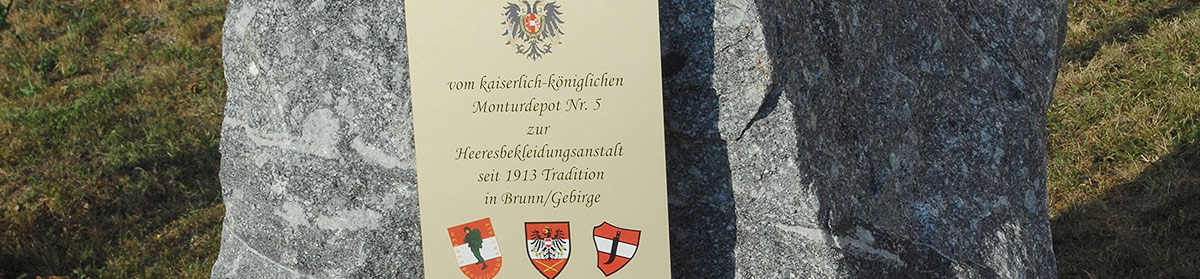 vom kaiserlich-königlichen
Monturdepot Nr. 5
zur
Heeresbekleidungsanstalt
seit 1913 Tradition
in Brunn/Gebirge